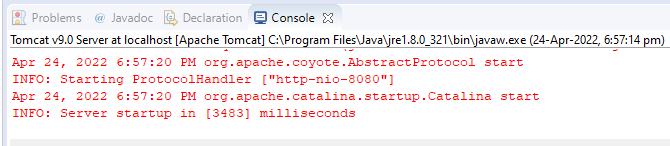 Problems @ Javadoc Declaration Console
Tomcat v9.0 Server at localhost [Apache Tomcat] C:\Program Files\Java\jre1.8.0_321\bin\javaw.exe (24-Apr-2022, 6:57:14 pm)
Apr 24, 2022 6:57:20 PM org.apache.coyote.AbstractProtocol start
INFO: Starting ProtocolHandler ["http-nio-8080"]
Apr 24, 2022 6:57:20 PM org.apache.catalina.startup.Catalina start
INFO: Server startup in [3483] milliseconds